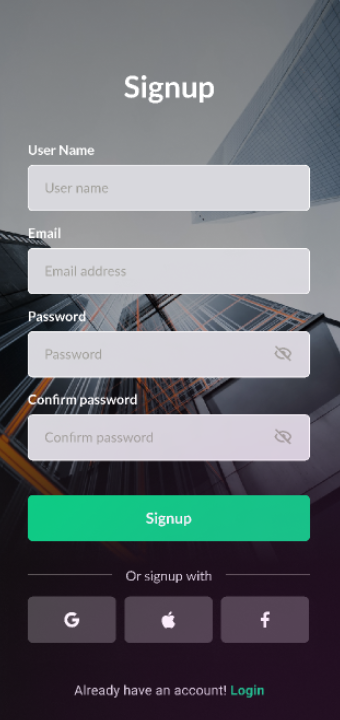 Signup
User Name
User name
Email
Email address
Password
Password
Confirm password
Confirm password
Signup
Or signup with
G
f
Already have an account! Login